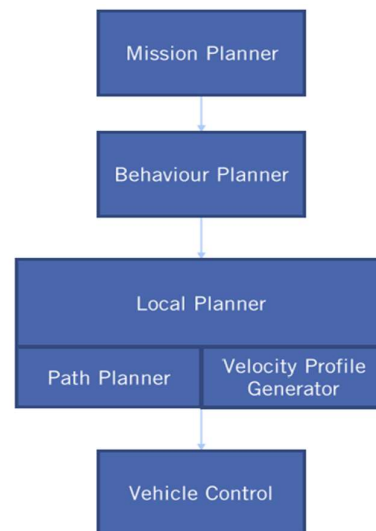 Mission Planner
Behaviour Planner
Local Planner
Path Planner
Velocity Profile
Generator
Vehicle Control